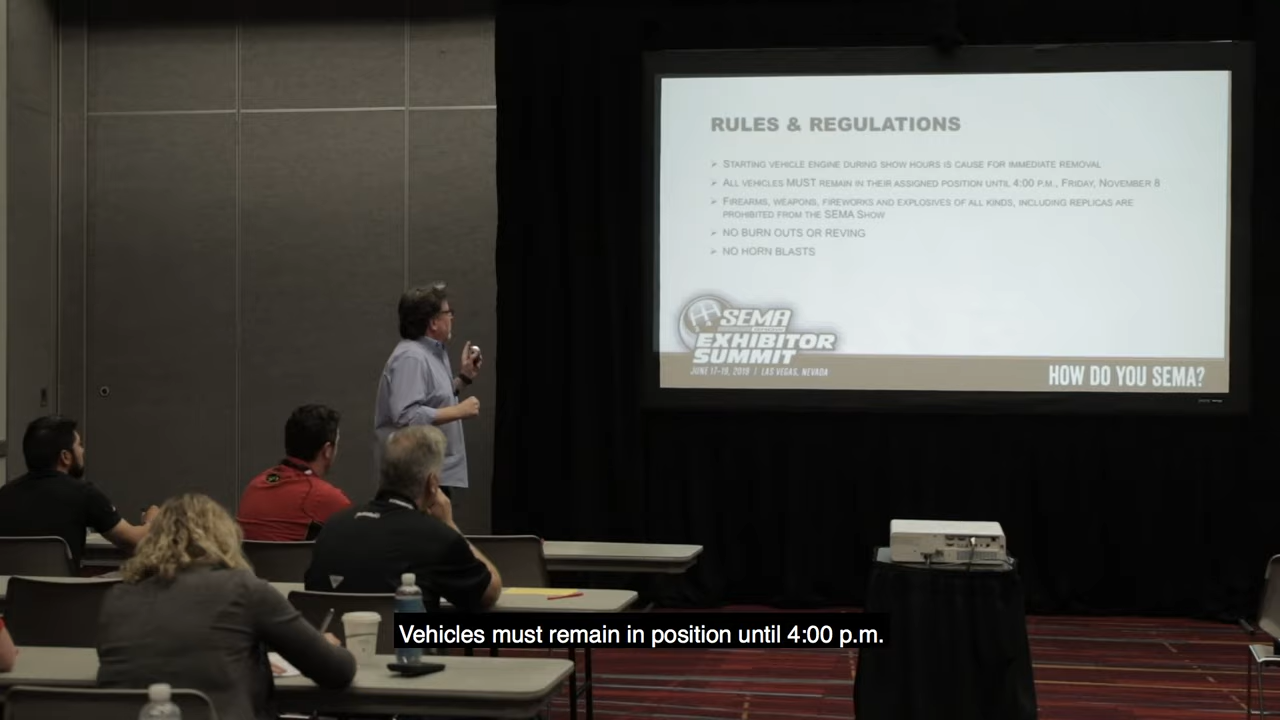 RULES & REGULATIONS
➢ STARTING VEHICLE ENGINE DURING SHOW HOURS IS CAUSE FOR IMMEDIATE REMOVAL
➢ ALL VEHICLES MUST REMAIN IN THEIR ASSIGNED POSITION UNTIL 4:00 P.M., FRIDAY, NOVEMBER 8
➢ FIREARMS, WEAPONS, FIREWORKS AND EXPLOSIVES OF ALL KINDS, INCLUDING REPLICAS ARE
PROHIBITED FROM THE SEMA SHOW
➢ NO BURN OUTS OR REVING
➢ NO HORN BLASTS
SEMA
EXHIBITOR
SUMMIT
JUNE 17-19, 2019 | LAS VEGAS, NEVADA
HOW DO YOU SEMA?
Vehicles must remain in position until 4:00 p.m.